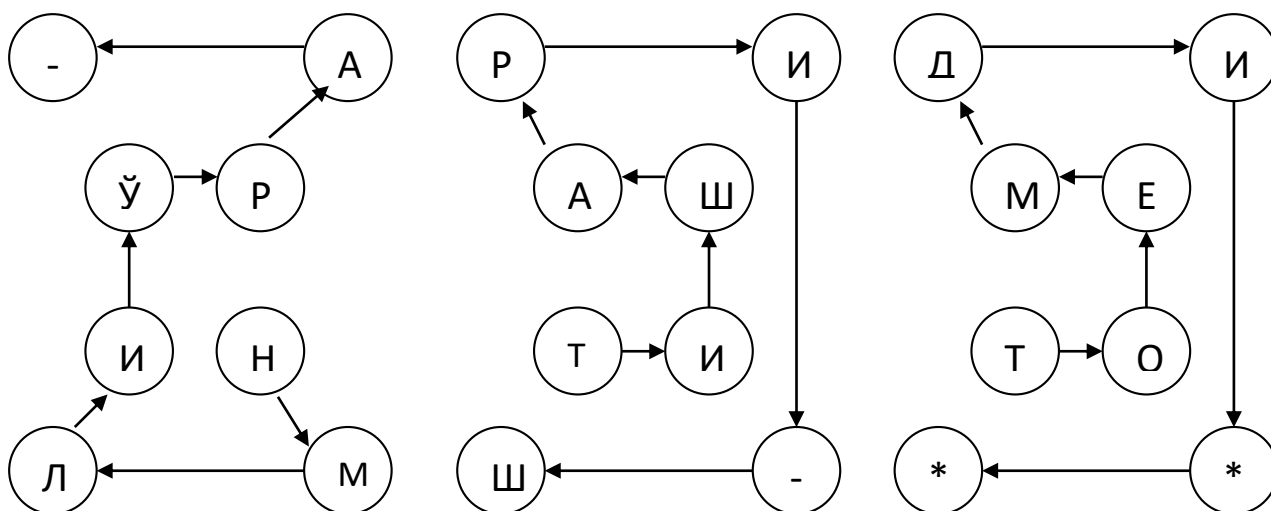 - А Р И Д И
Ў Р А Ш М Е
И Н Т И Т О
Л М Ш - * *